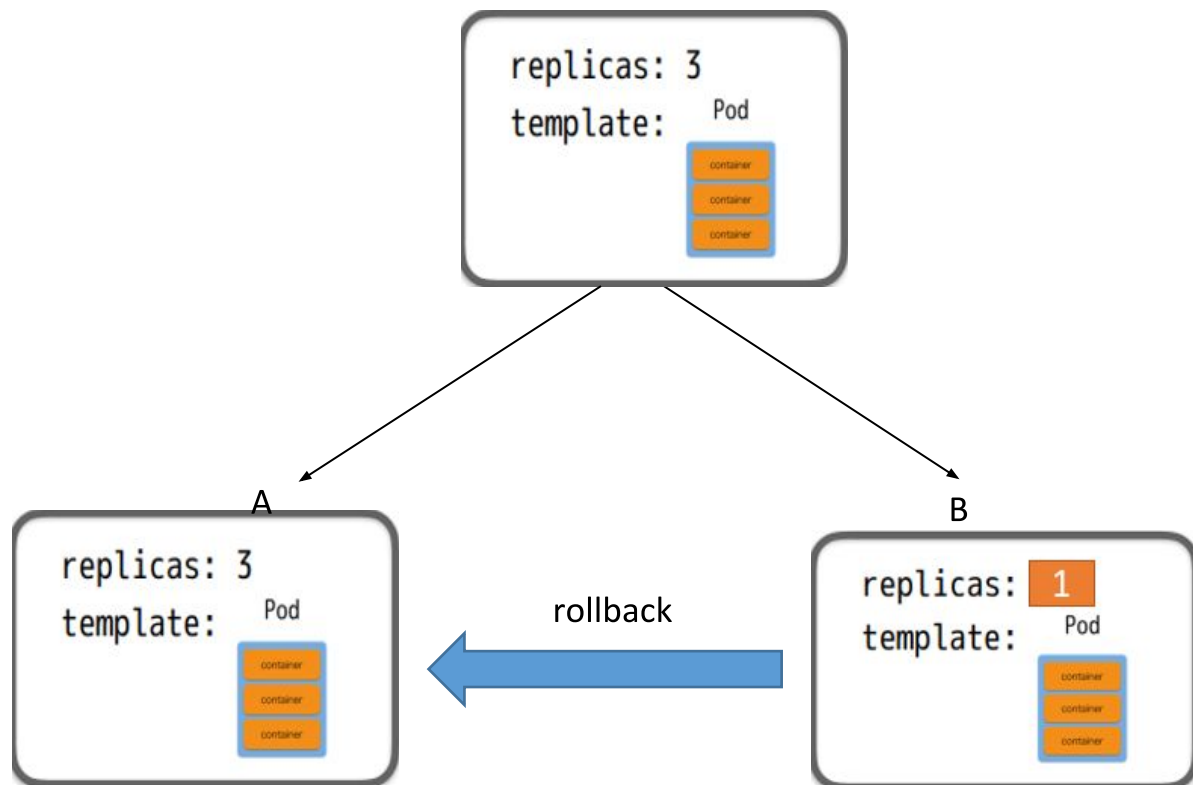 replicas: 3
template:
Pod
container
container
container
A
replicas: 3
template:
Pod
container
container
container
rollback
B
replicas: 1
template:
Pod
container
container
container